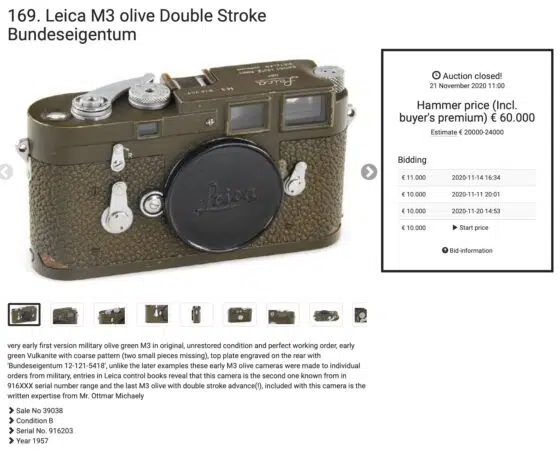 169. Leica M3 olive Double Stroke
Bundeseigentum
Leica
Leica
Auction closed!
21 November 2020 11:00
Hammer price (Incl.
buyer's premium) € 60.000
Estimate € 20000-24000
Bidding
€ 11.000 2020-11-14 16:34
€ 10.000 2020-11-11 20:01
€ 10.000 2020-11-20 14:53
€ 10.000 Start price
Bid-information
very early first version military olive green M3 in original, unrestored condition and perfect working order, early
green Vulkanite with coarse pattern (two small pieces missing), top plate engraved on the rear with
'Bundeseigentum 12-121-5418', unlike the later examples these early M3 olive cameras were made to individual
orders from military, entries in Leica control books reveal that this camera is the second one known from in
916XXX serial number range and the last M3 olive with double stroke advance(!), included with this camera is the
written expertise from Mr. Ottmar Michaely
Sale No 39038
Condition B
Serial No. 916203
Year 1957